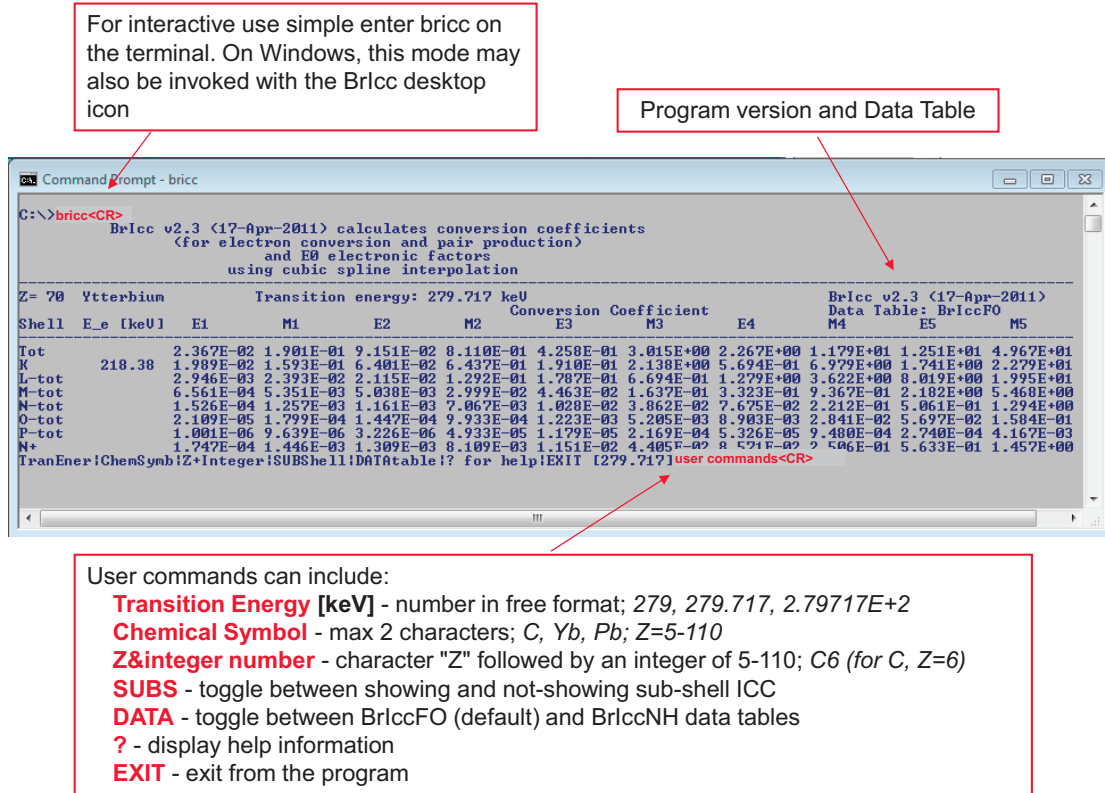 For interactive use simple enter bricc on
the terminal. On Windows, this mode may
also be invoked with the BrIcc desktop
icon
Program version and Data Table
Command Prompt - bricc
C:\>bricc<CR>
BrIcc v2.3 (17-Apr-2011) calculates conversion coefficients
(for electron conversion and pair production)
and E0 electronic factors
using cubic spline interpolation
Z= 70 Ytterbium Transition energy: 279.717 keV BrIcc v2.3 (17-Apr-2011)
Conversion Coefficient Data Table: BrIccFO
Shell E_e [keV] E1 M1 E2 M2 E3 M3 E4 M4 E5 M5
Tot 2.367E-02 1.901E-01 9.151E-02 8.110E-01 4.258E-01 3.015E+00 2.267E+00 1.179E+01 1.251E+01 4.967E+01
K 218.38 1.989E-02 1.593E-01 6.401E-02 6.437E-01 1.910E-01 2.138E+00 5.694E-01 6.979E+00 1.741E+00 2.279E+01
L-tot 2.946E-03 2.393E-02 2.115E-02 1.292E-01 1.787E-01 6.694E-01 1.279E+00 3.622E+00 8.019E+00 1.995E+01
M-tot 6.561E-04 5.351E-03 5.038E-03 2.999E-02 4.463E-02 1.637E-01 3.323E-01 9.367E-01 2.182E+00 5.468E+00
N-tot 1.526E-04 1.257E-03 1.161E-03 7.067E-03 1.028E-02 3.862E-02 7.675E-02 2.212E-01 5.061E-01 1.294E+00
O-tot 2.109E-05 1.799E-04 1.447E-04 9.933E-04 1.223E-03 5.205E-03 8.903E-03 2.841E-02 5.697E-02 1.584E-01
P-tot 1.001E-06 9.639E-06 3.226E-06 4.933E-05 1.179E-05 2.169E-04 5.326E-05 9.480E-04 2.740E-04 4.167E-03
N+ 1.747E-04 1.446E-03 1.309E-03 8.109E-03 1.151E-02 4.405 8.571E-02 506E-01 5.633E-01 1.457E+00
TranEner|ChemSymb|Z+Integer|SUBShell|DATAtable|? for help|EXIT [279.717]user commands<CR>
User commands can include:
Transition Energy [keV] - number in free format; 279, 279.717, 2.79717E+2
Chemical Symbol - max 2 characters; C, Yb, Pb; Z=5-110
Z&integer number - character "Z" followed by an integer of 5-110; C6 (for C, Z=6)
SUBS - toggle between showing and not-showing sub-shell ICC
DATA - toggle between BrIccFO (default) and BrIccNH data tables
? - display help information
EXIT - exit from the program